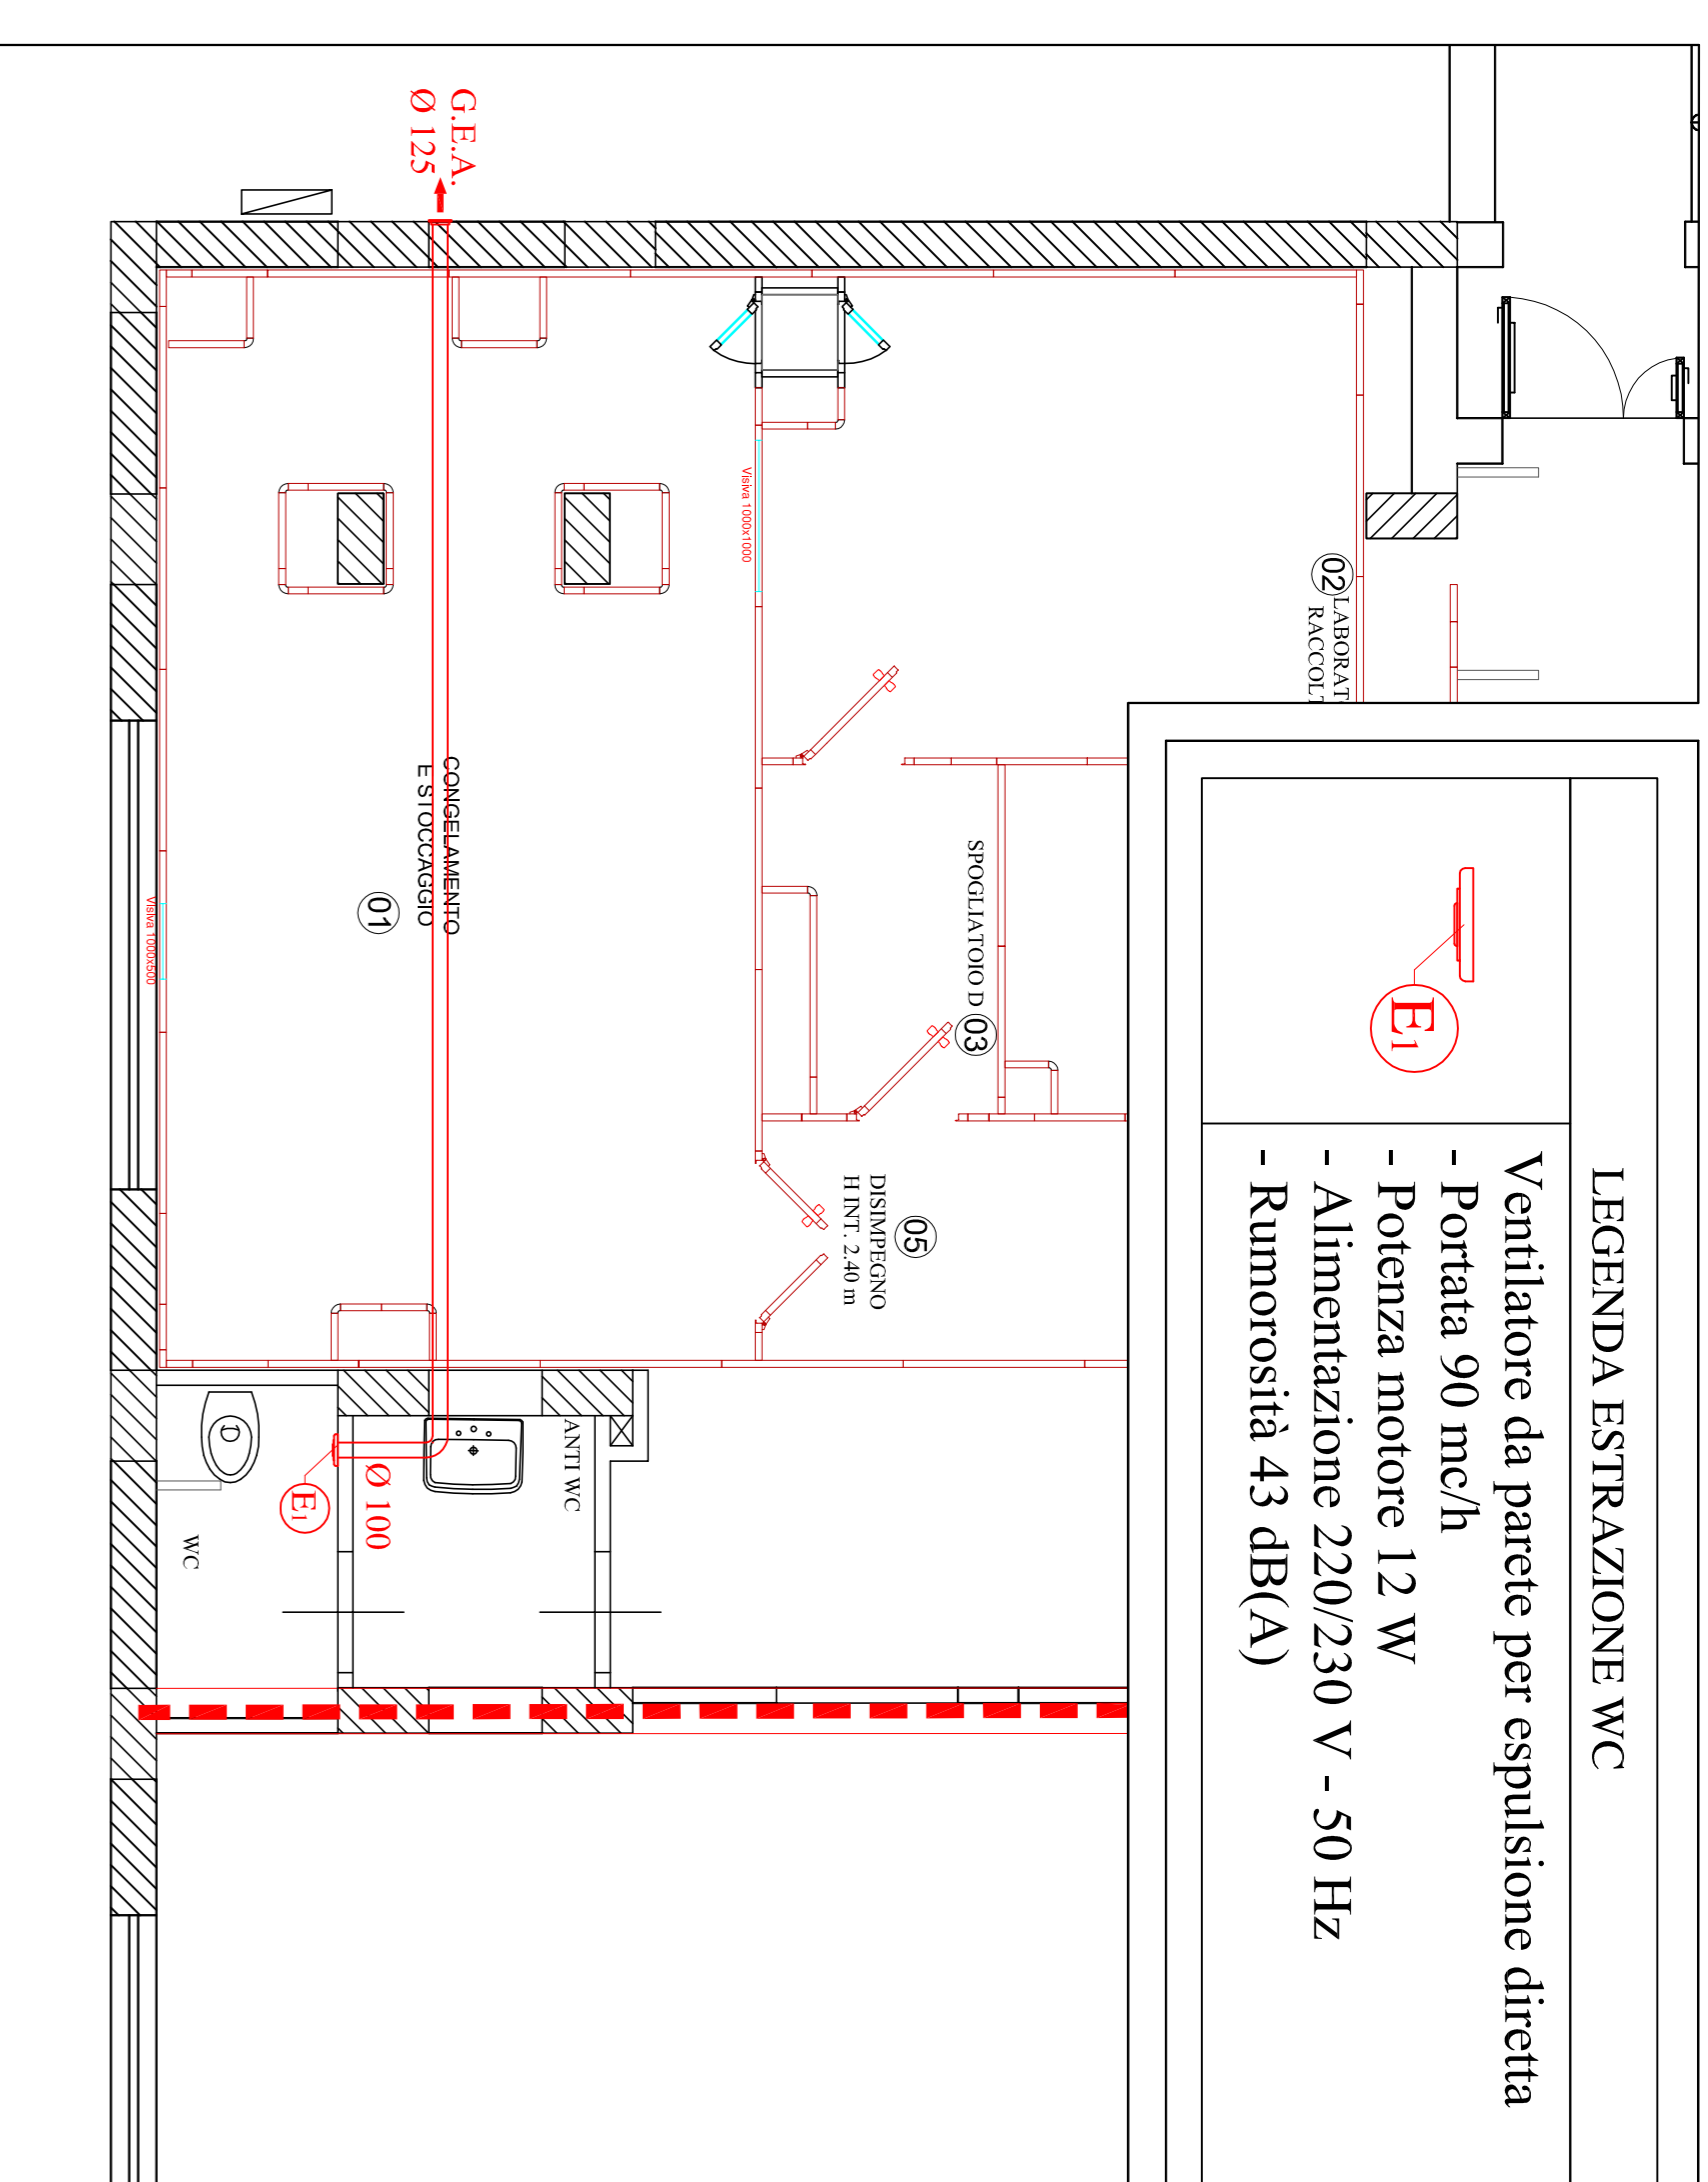 LEGENDA ESTRAZIONE WC
E1
Ventilatore da parete per espulsione diretta
- Portata 90 mc/h
- Potenza motore 12 W
- Alimentazione 220/230 V - 50 Hz
- Rumorosità 43 dB(A)
02
LABORAT
RACCOLT
SPOGLIATOIO D
03
05
DISIMPEGNO
H INT. 2.40 m
Visiva 1000x1000
G.E.A.
Ø 125
CONGELAMENTO
E STOCCAGGIO
01
ANTI WC
Ø 100
E1
D
WC
Visiva 1000x500